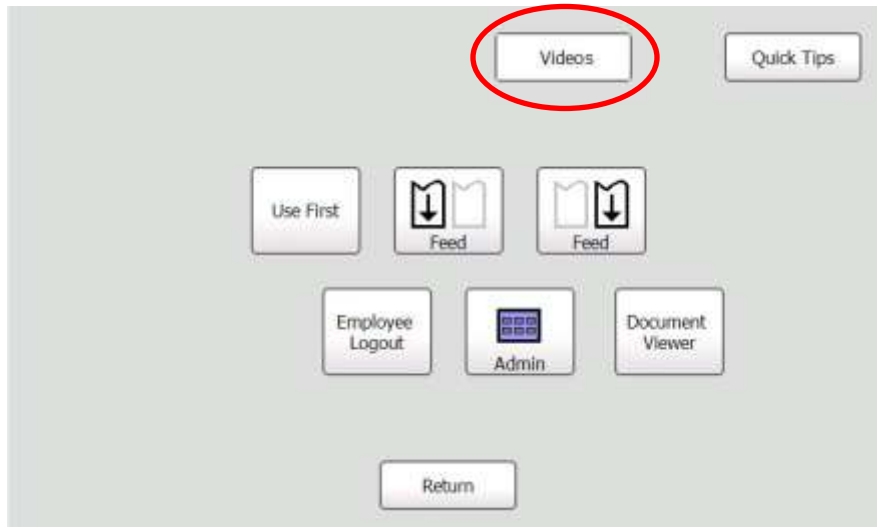 Videos
Quick Tips
Use First
Feed
Feed
Employee
Logout
Admin
Document
Viewer
Return